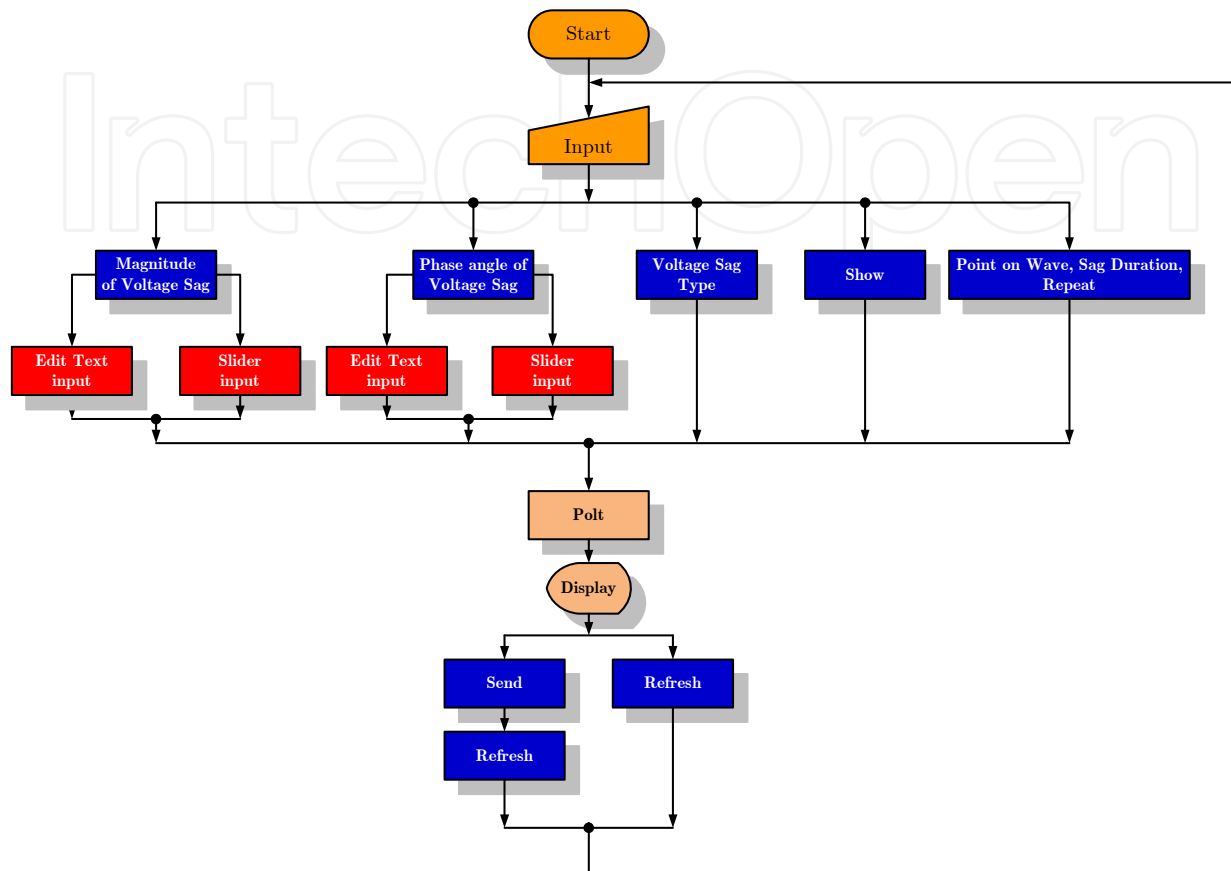 IntechOpen
Start
Input
Magnitude
of Voltage Sag
Phase angle of
Voltage Sag
Voltage Sag
Type
Show
Point on Wave, Sag Duration,
Repeat
Edit Text
input
Slider
input
Edit Text
input
Slider
input
Polt
Display
Send
Refresh
Refresh